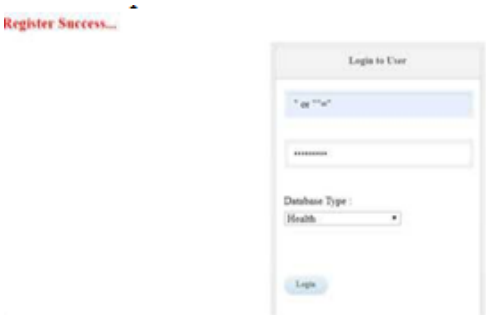 Register Success...
Login to User
" or ""="
*********
Database Type :
Health
Login